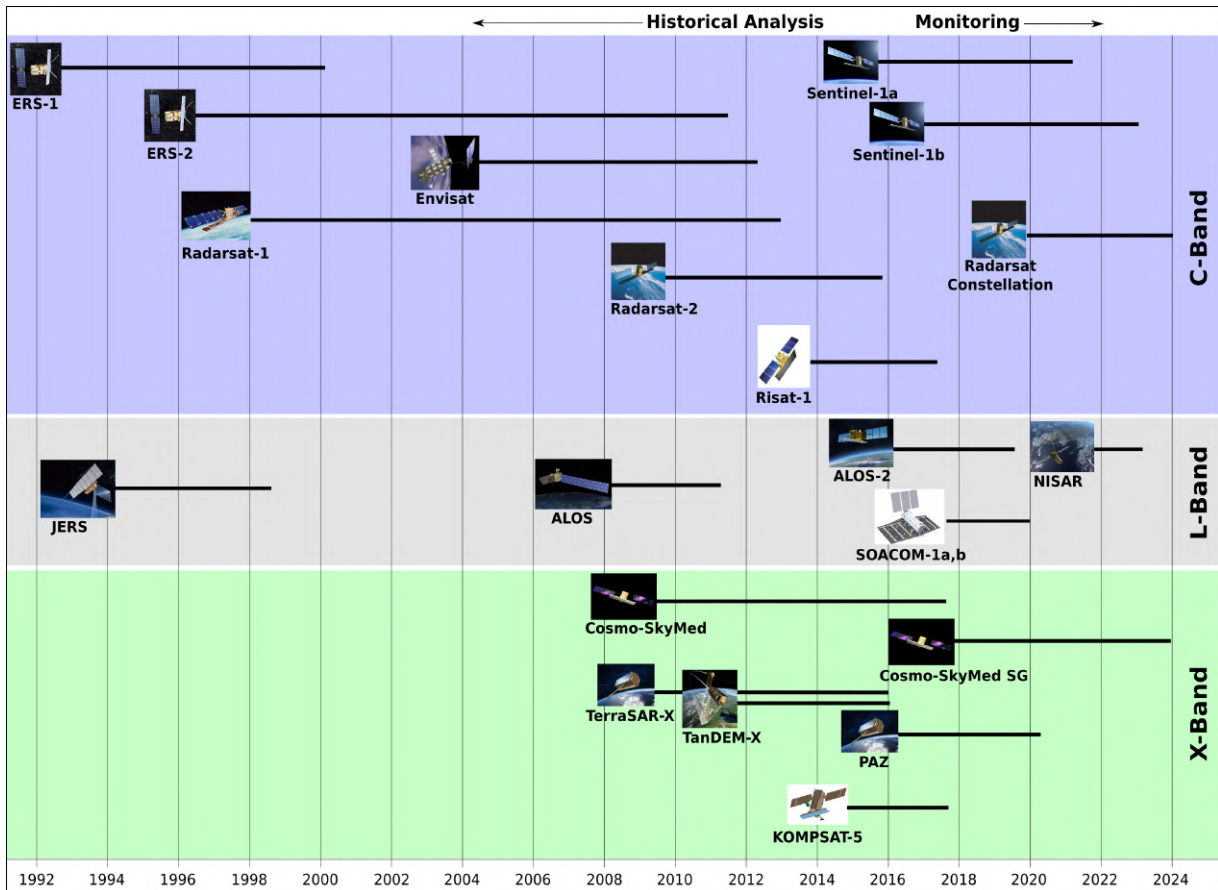 Historical Analysis
Monitoring
ERS-1
Sentinel-1a
ERS-2
Sentinel-1b
Envisat
Radarsat-1
Radarsat
Constellation
Radarsat-2
Risat-1
C-Band
ALOS-2
NISAR
JERS
ALOS
SOACOM-1a,b
L-Band
Cosmo-SkyMed
Cosmo-SkyMed SG
TerraSAR-X
TanDEM-X
PAZ
KOMPSAT-5
X-Band
1992 1994 1996 1998 2000 2002 2004 2006 2008 2010 2012 2014 2016 2018 2020 2022 2024